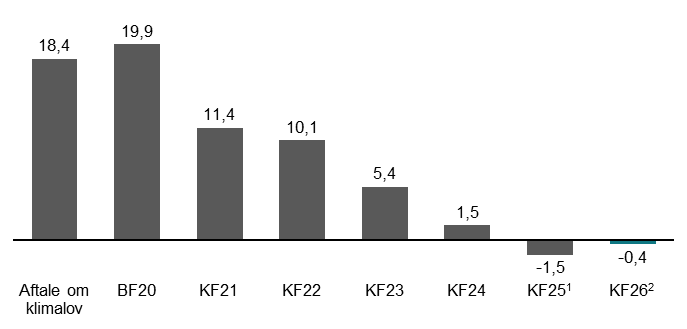 18,4
19,9
11,4
10,1
5,4
1,5
-1,5
-0,4
Aftale om
klimalov
BF20
KF21
KF22
KF23
KF24
KF25¹
KF26²